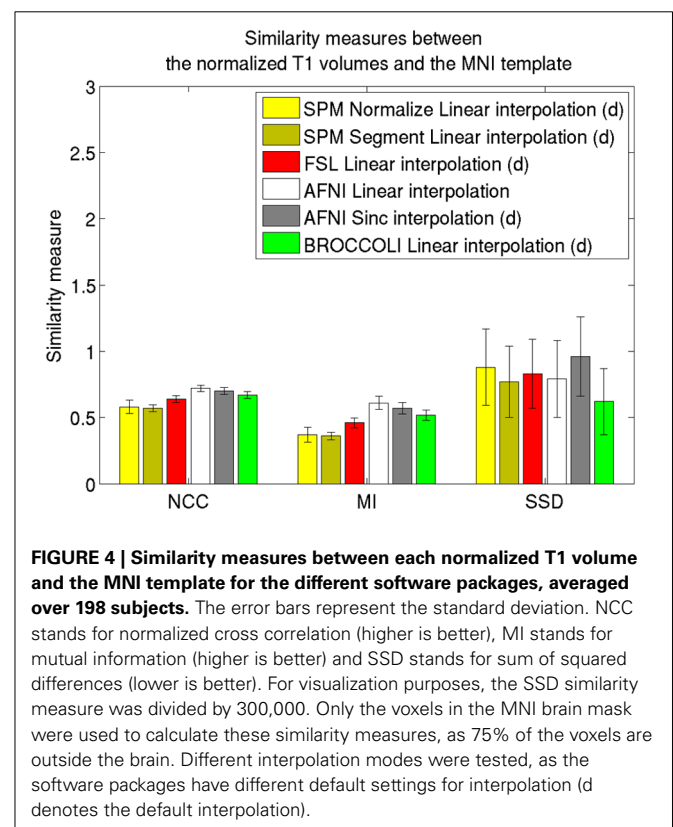 Similarity measures between
the normalized T1 volumes and the MNI template
3
2.5
2
1.5
1
0.5
0
Similarity measure
SPM Normalize Linear interpolation (d)
SPM Segment Linear interpolation (d)
FSL Linear interpolation (d)
AFNI Linear interpolation
AFNI Sinc interpolation (d)
BROCCOLI Linear interpolation (d)
NCC
MI
SSD
FIGURE 4 | Similarity measures between each normalized T1 volume
and the MNI template for the different software packages, averaged
over 198 subjects. The error bars represent the standard deviation. NCC
stands for normalized cross correlation (higher is better), MI stands for
mutual information (higher is better) and SSD stands for sum of squared
differences (lower is better). For visualization purposes, the SSD similarity
measure was divided by 300,000. Only the voxels in the MNI brain mask
were used to calculate these similarity measures, as 75% of the voxels are
outside the brain. Different interpolation modes were tested, as the
software packages have different default settings for interpolation (d
denotes the default interpolation).